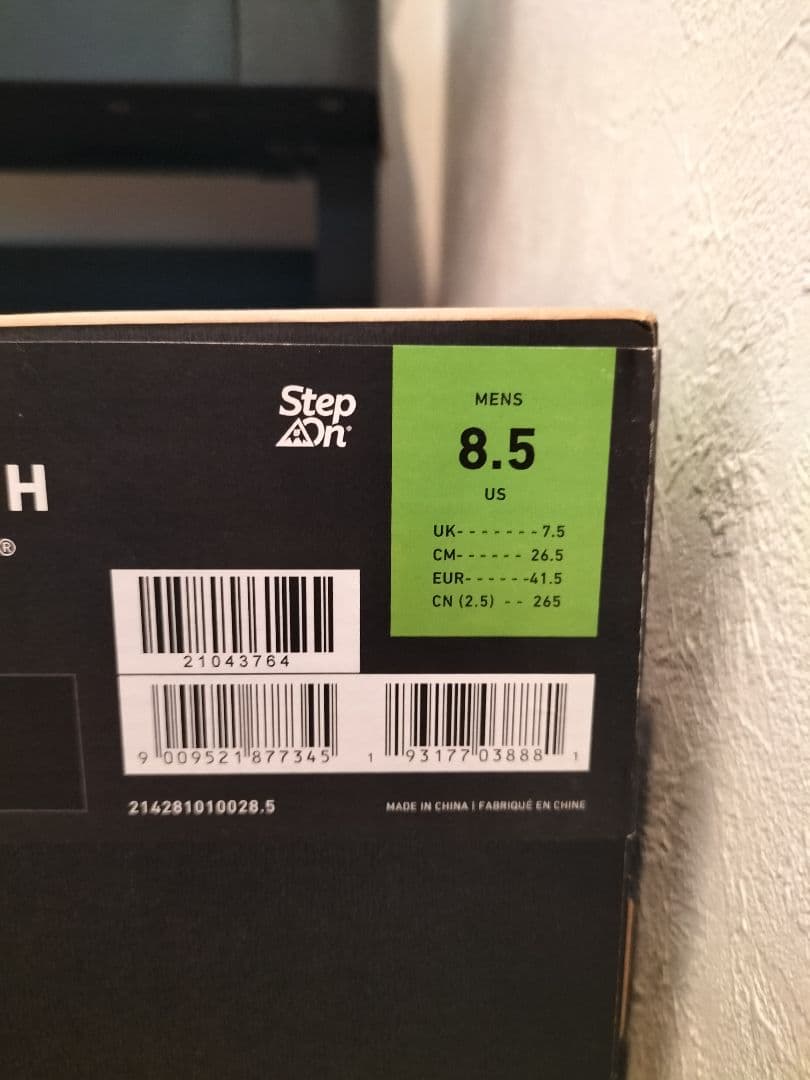 Step
On®
H
®
MENS
8.5
US
UK- - - - - - - 7.5
CM- - - - - - 26.5
EUR- - - - - -41.5
CN (2.5) - - 265
21043764
9 009521 877345
1 93177 03888 1
214281010028.5
MADE IN CHINA | FABRIQUÉ EN CHINE